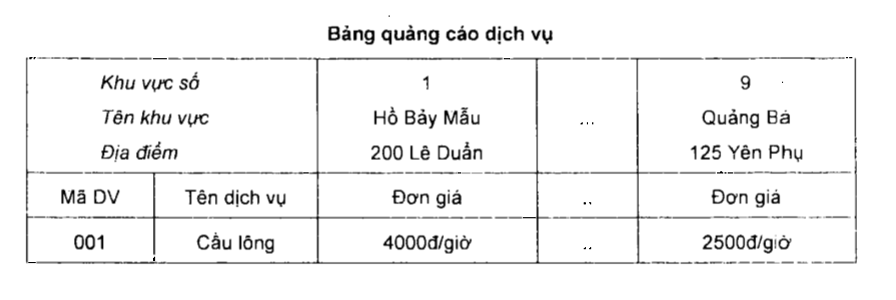 Bảng quảng cáo dịch vụ
Khu vực số 1 9
Tên khu vực Hồ Bảy Mẫu ... Quảng Bá
Địa điểm 200 Lê Duẩn 125 Yên Phụ
Mã DV Tên dịch vụ Đơn giá .. Đơn giá
001 Cầu lông 4000đ/giờ .. 2500đ/giờ